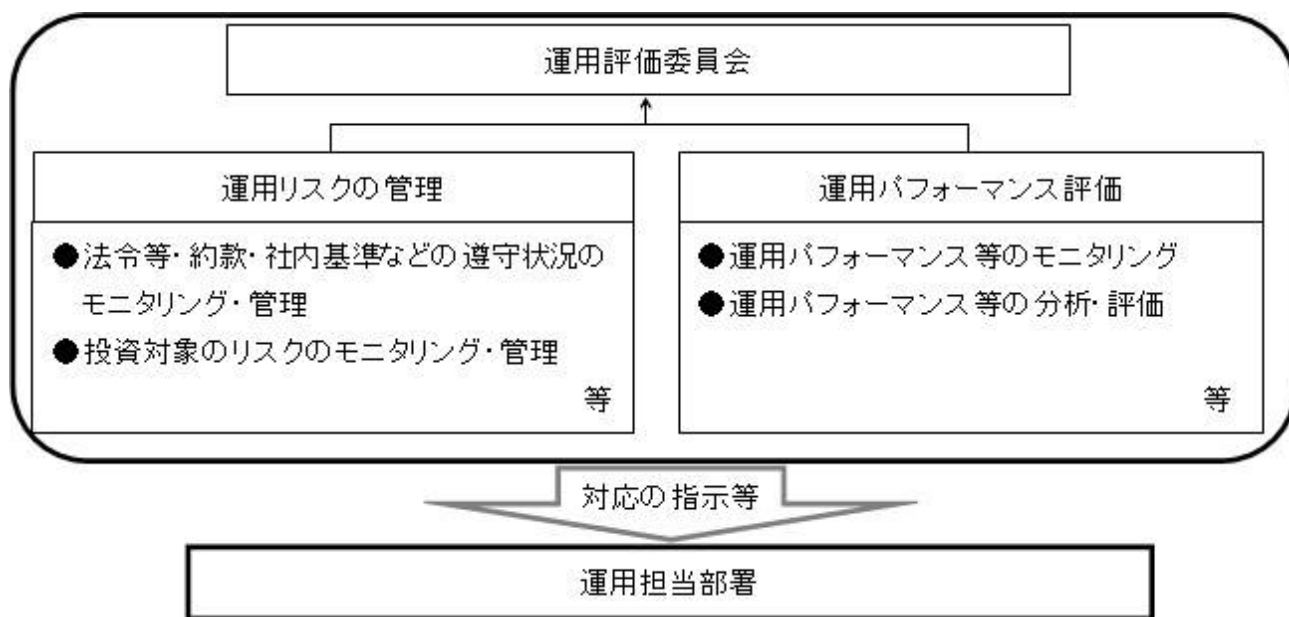 運用評価委員会
運用リスクの管理
●法令等・約款・社内基準などの遵守状況の
モニタリング・管理
●投資対象のリスクのモニタリング・管理
等
運用パフォーマンス評価
●運用パフォーマンス等のモニタリング
●運用パフォーマンス等の分析・評価
等
対応の指示等
運用担当部署